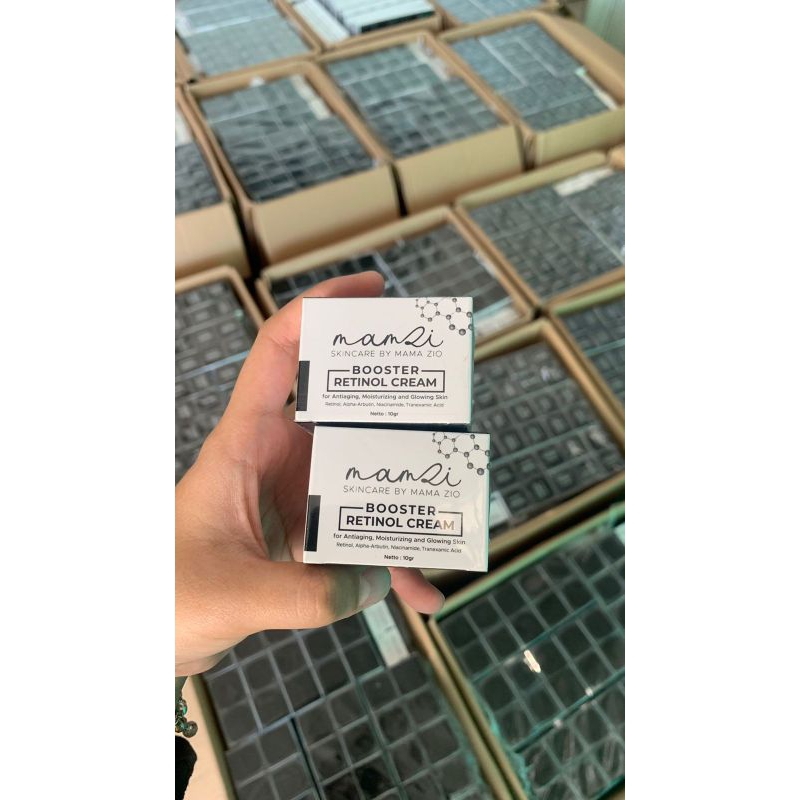 mamzi
SKINCARE BY MAMA ZIO
BOOSTER
RETINOL CREAM
for Antiaging, Moisturizing and Glowing Skin
Retinol, Alpha-Arbutin, Niacinamide, Tranexamic Acid
Netto : 10gr
mamzi
SKINCARE BY MAMA ZIO
BOOSTER
RETINOL CREAM
for Antiaging, Moisturizing and Glowing Skin
Retinol, Alpha-Arbutin, Niacinamide, Tranexamic Acid
Netto : 10gr